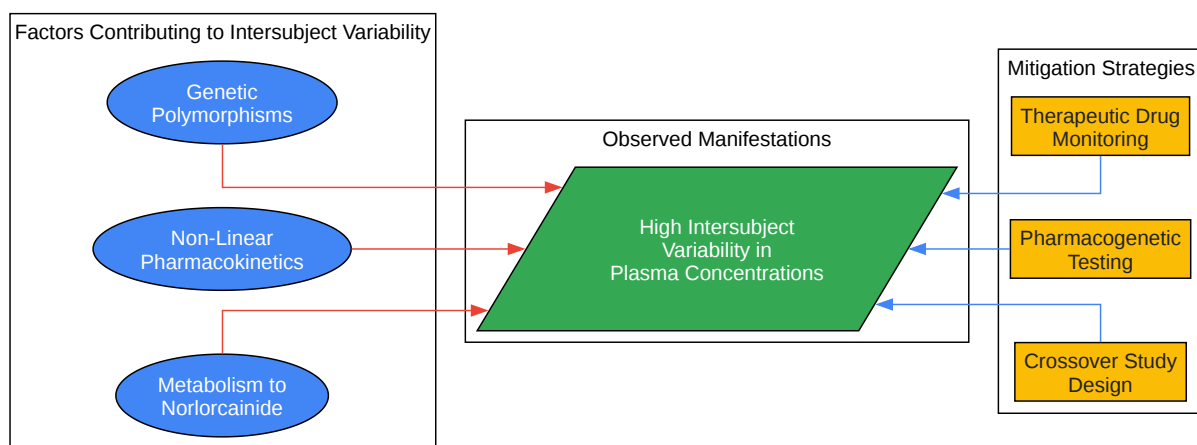 Factors Contributing to Intersubject Variability
Genetic
Polymorphisms
Non-Linear
Pharmacokinetics
Metabolism to
Norlorcainide
Observed Manifestations
High Intersubject
Variability in
Plasma Concentrations
Mitigation Strategies
Therapeutic Drug
Monitoring
Pharmacogenetic
Testing
Crossover Study
Design